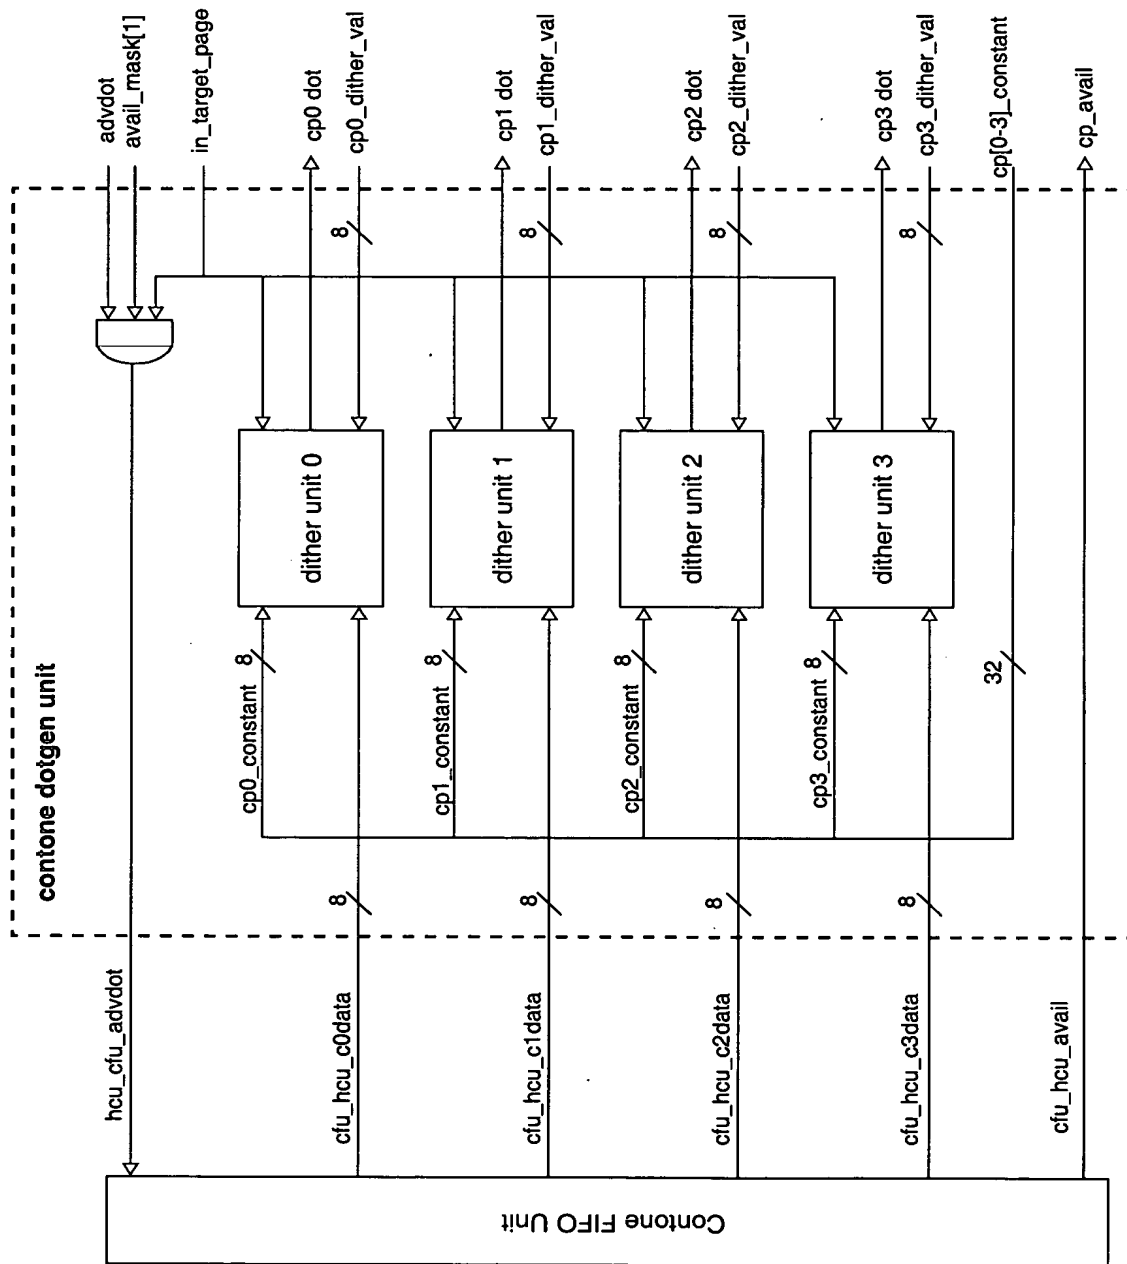 advdot
avail_mask[1]
in_target_page
cp0 dot
cp0_dither_val
cp1 dot
cp1_dither_val
cp2 dot
cp2_dither_val
cp3 dot
cp3_dither_val
cp[0-3]_constant
cp_avail
8
8
8
8
dither unit 0
dither unit 1
dither unit 2
dither unit 3
8
8
8
8
32
cp0_constant
cp1_constant
cp2_constant
cp3_constant
contone dotgen unit
8
8
8
8
hcu_cfu_advdot
cfu_hcu_c0data
cfu_hcu_c1data
cfu_hcu_c2data
cfu_hcu_c3data
cfu_hcu_avail
Contone FIFO Unit